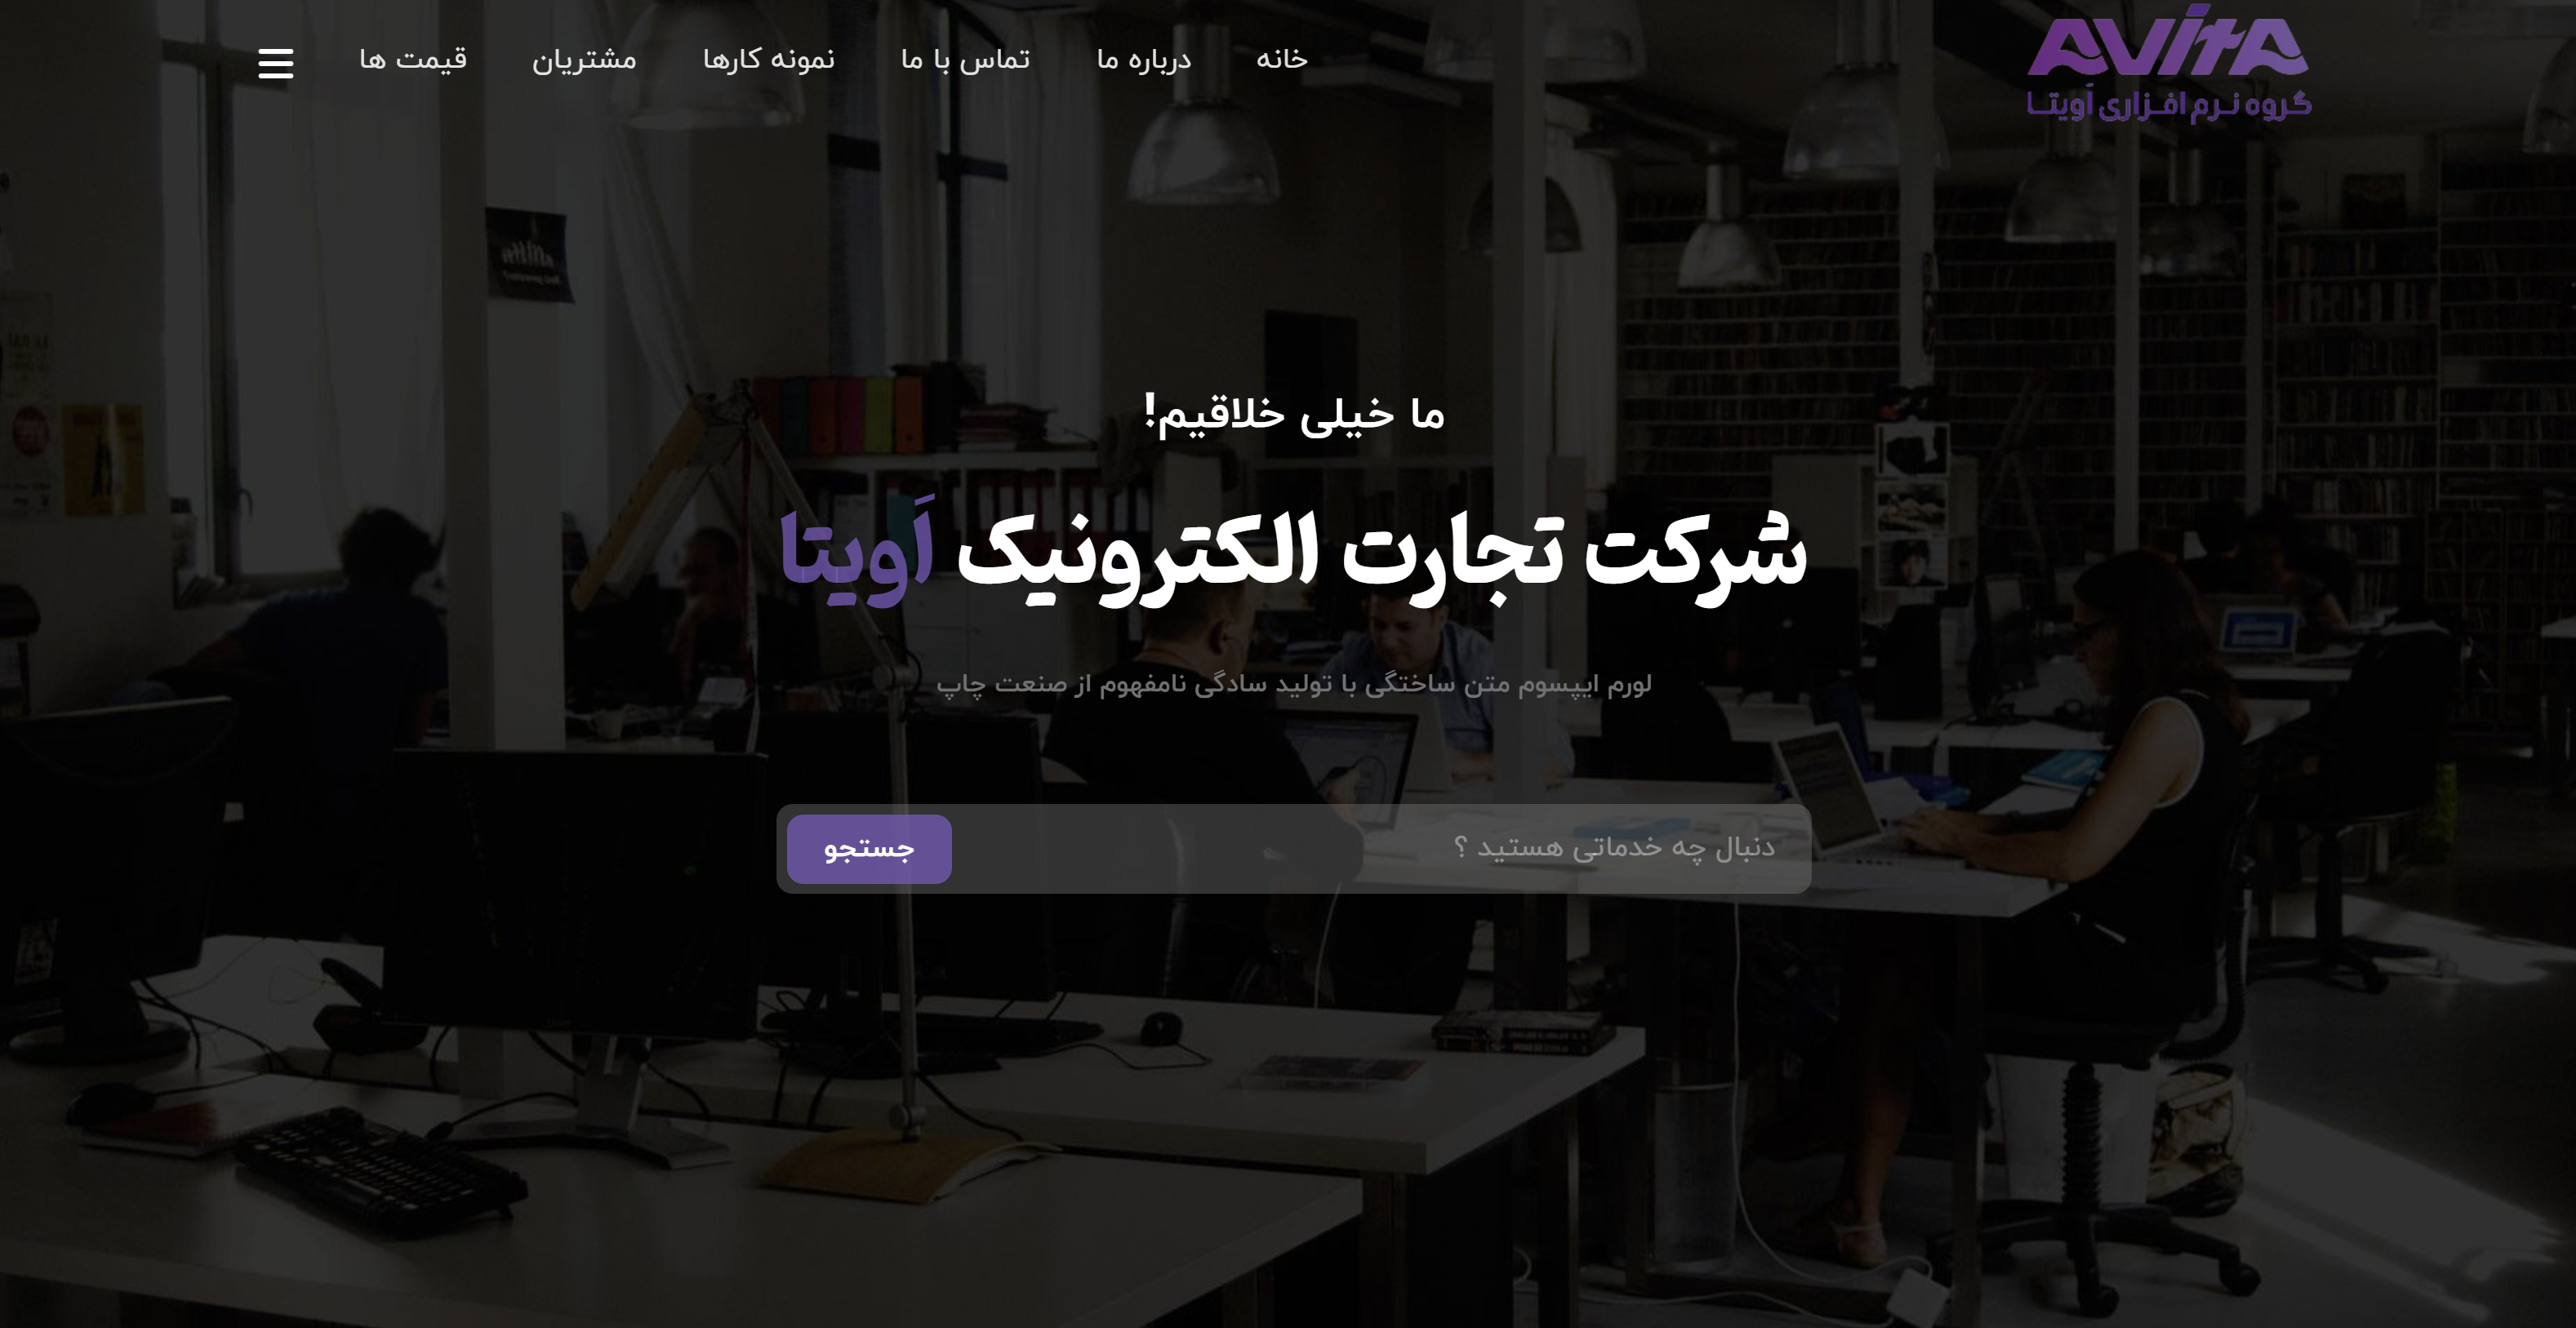 AVITA
گروه نرم افزاری آویتا
خانه
درباره ما
تماس با ما
نمونه کارها
مشتریان
قیمت ها
ما خیلی خلاقیم!
شرکت تجارت الکترونیک اَویتا
لورم ایپسوم متن ساختگی با تولید سادگی نامفهوم از صنعت چاپ
دنبال چه خدماتی هستید ؟
جستجو